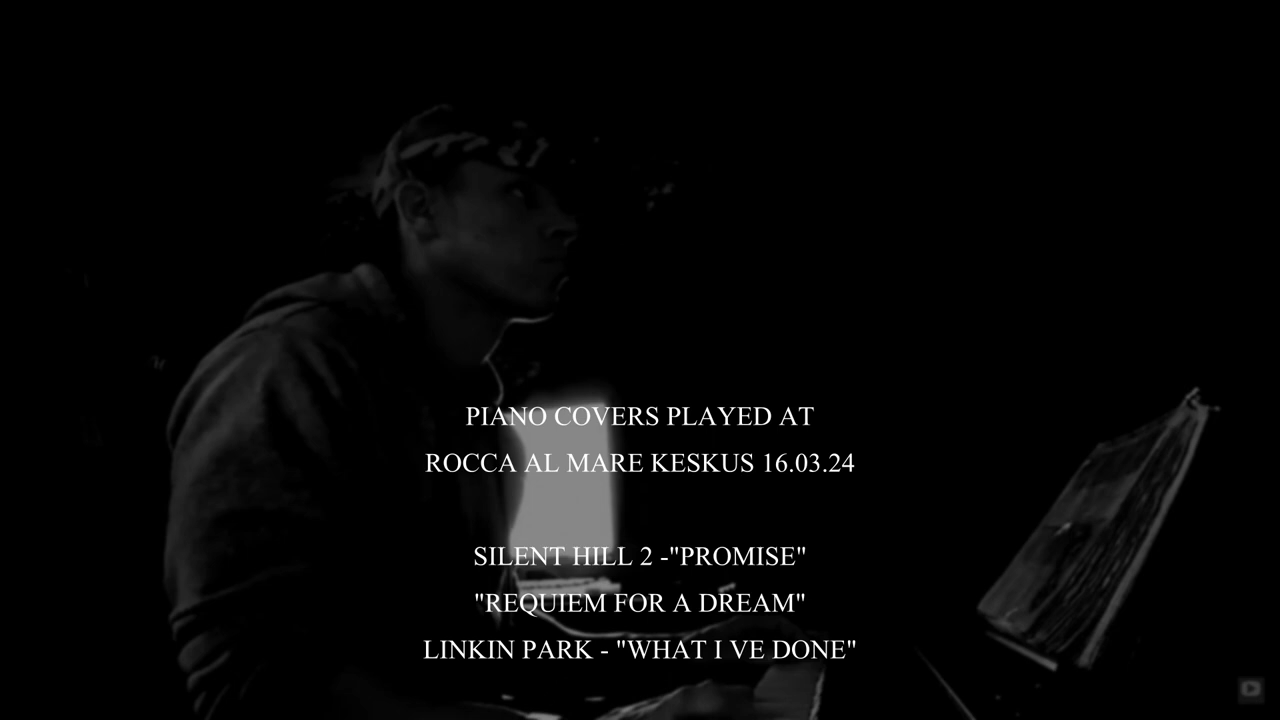 PIANO COVERS PLAYED AT
ROCCA AL MARE KESKUS 16.03.24
SILENT HILL 2 -"PROMISE"
"REQUIEM FOR A DREAM"
LINKIN PARK - "WHAT I VE DONE"